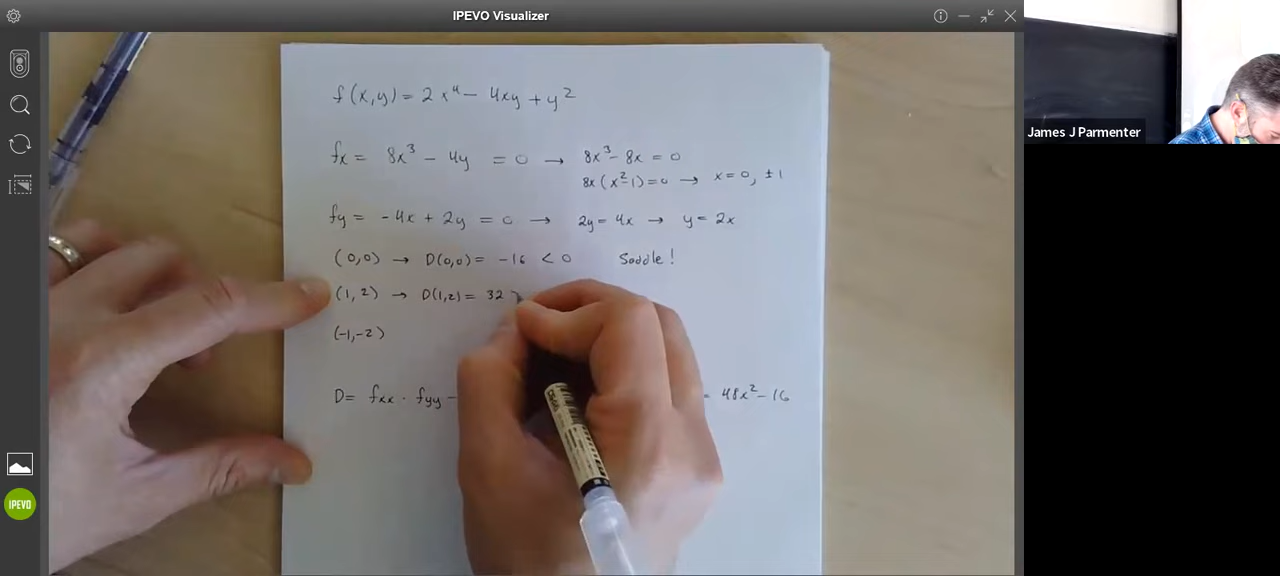 IPEVO Visualizer
James J Parmenter
f(x,y) = 2x⁴ - 4xy + y²
fx = 8x³ - 4y = 0 → 8x³ - 8x = 0
8x(x²-1)=0 → x = 0, ±1
fy = -4x + 2y = 0 → 2y = 4x → y = 2x
(0,0) → D(0,0) = -16 < 0 Saddle!
(1,2) → D(1,2) = 32
(-1,-2)
D = fxx · fyy - = 48x² - 16
IPEVO